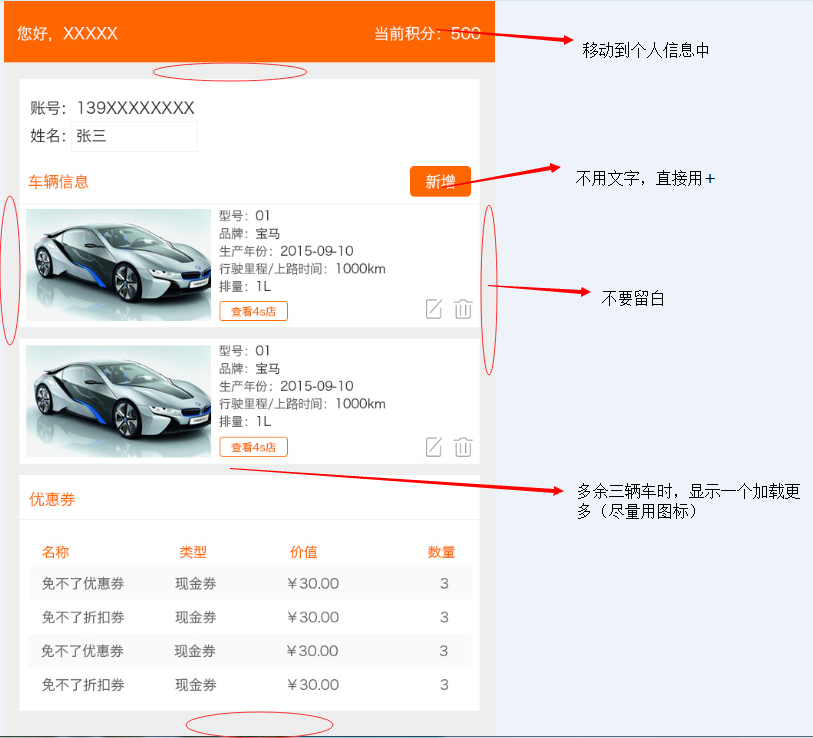 您好，XXXXX 当前积分：500
移动到个人信息中
账号：139XXXXXXXX
姓名：张三
车辆信息 新增
不用文字，直接用+
型号：01
品牌：宝马
生产年份：2015-09-10
行驶里程/上路时间：1000km
排量：1L
查看4s店
不要留白
型号：01
品牌：宝马
生产年份：2015-09-10
行驶里程/上路时间：1000km
排量：1L
查看4s店
多余三辆车时，显示一个加载更
多（尽量用图标）
优惠券
名称 类型 价值 数量
免不了优惠券 现金券 ￥30.00 3
免不了折扣券 现金券 ￥30.00 3
免不了优惠券 现金券 ￥30.00 3
免不了折扣券 现金券 ￥30.00 3